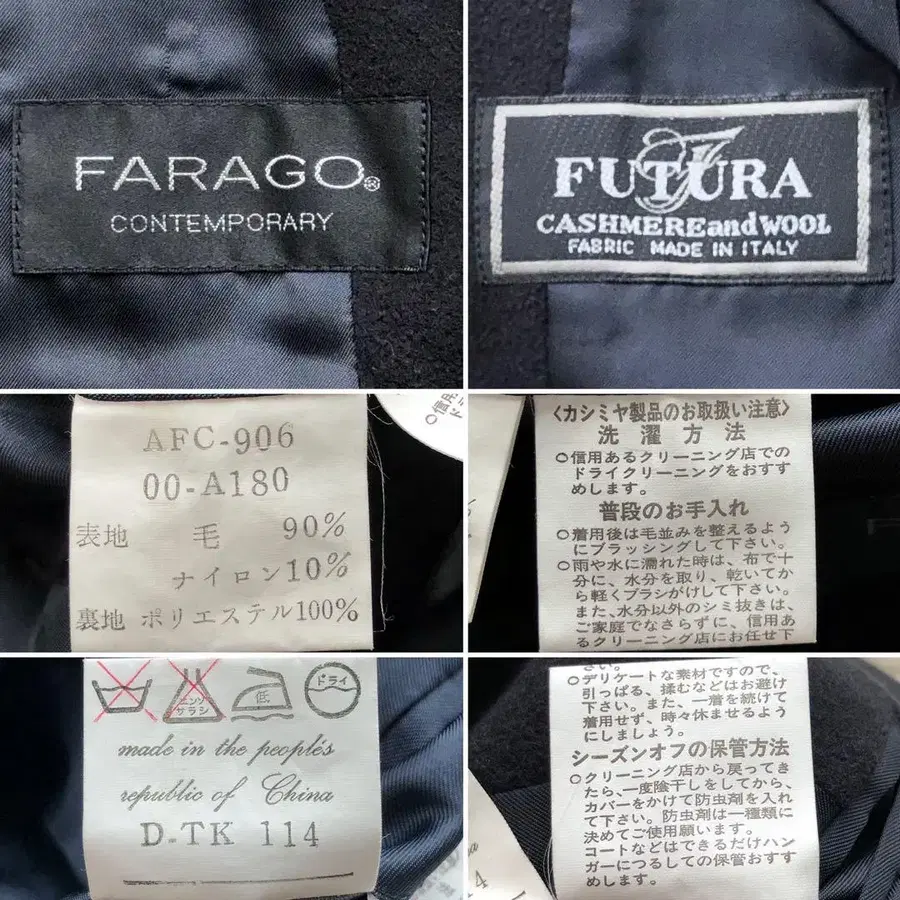 FARAGO®
CONTEMPORARY
FUTURA
CASHMERE and WOOL
FABRIC MADE IN ITALY
AFC-906
00-A180
表地 毛 90%
ナイロン10%
裏地 ポリエステル100%
〈カシミヤ製品のお取扱い注意〉
洗濯方法
○信用あるクリーニング店での
ドライクリーニングをおすす
めします。
普段のお手入れ
○着用後は毛並みを整えるよう
にブラッシングして下さい。
○雨や水に濡れた時は、布で十
分に、水分を取り、乾いてか
ら軽くブラシがけして下さい。
また、水分以外のシミ抜きは、
ご家庭でなさらずに、信用あ
るクリーニング店にお任せ下
エンソ
サラシ
低
ドライ
made in the people's
republic of China
D-TK 114
さい。
○デリケートな素材ですので、
引っぱる、揉むなどはお避け
下さい。また、一着を続けて
着用せず、時々休ませるよう
にしましょう。
シーズンオフの保管方法
○クリーニング店から戻ってき
たら、一度陰干しをしてから、
カバーをかけて防虫剤を入れ
て下さい。防虫剤は一種類に
決めてご使用願います。
コートなどはできるだけハン
ガーにつるしての保管おすす
めします。